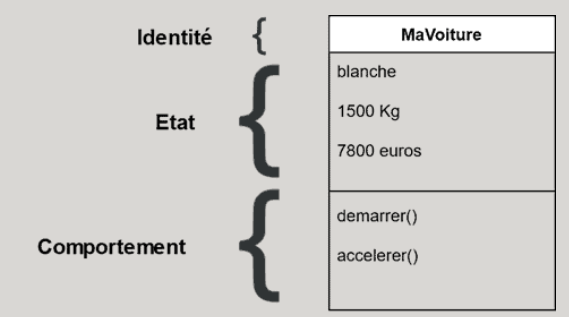 Identité
MaVoiture
Etat
blanche
1500 Kg
7800 euros
Comportement
demarrer()
accelerer()